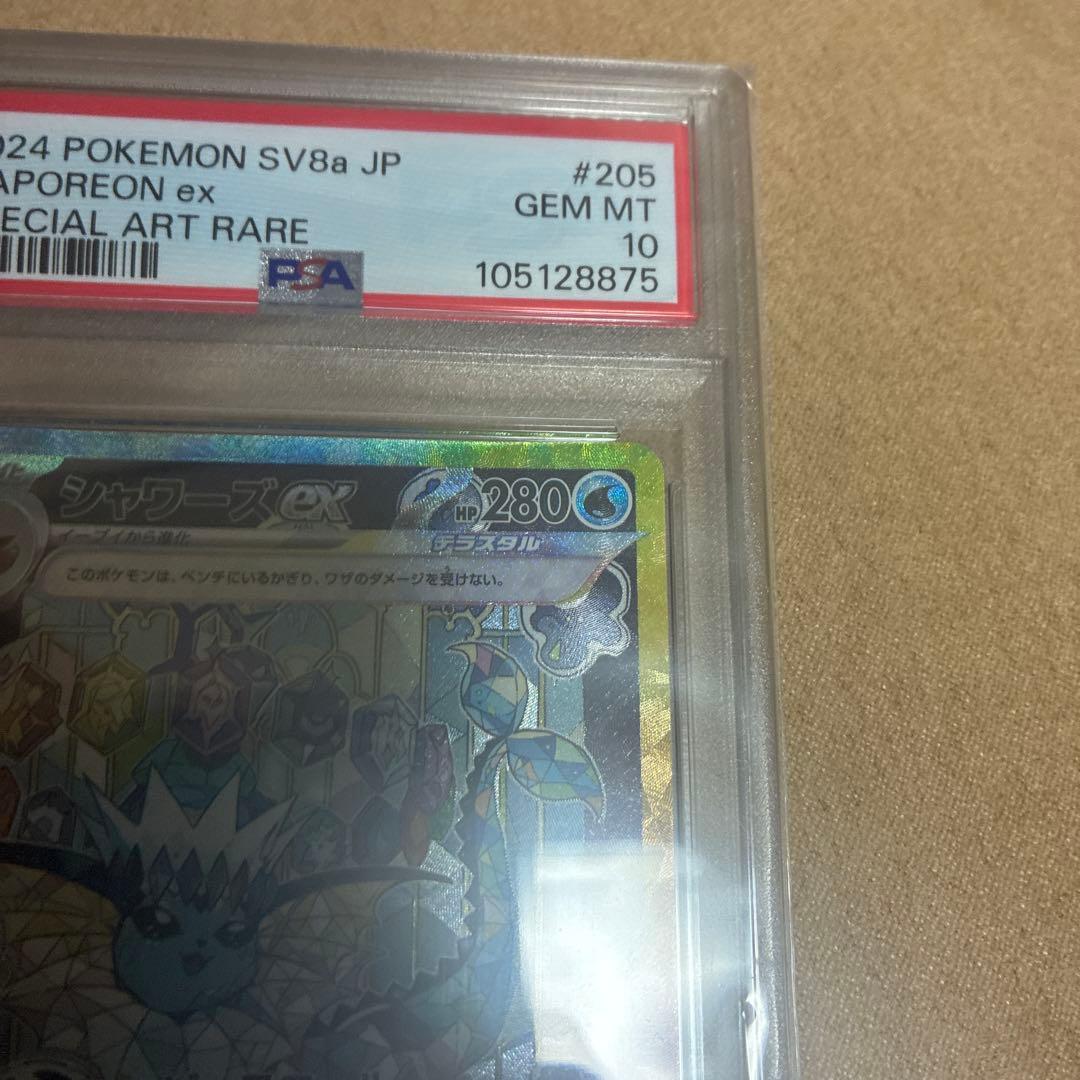 024 POKEMON SV8a JP
#205
APOREON ex
GEM MT
ECIAL ART RARE
10
PSA
105128875
シャワーズex
HP 280
イーブイから進化
テラスタル
このポケモンは、ベンチにいるかぎり、ワザのダメージを受けない。